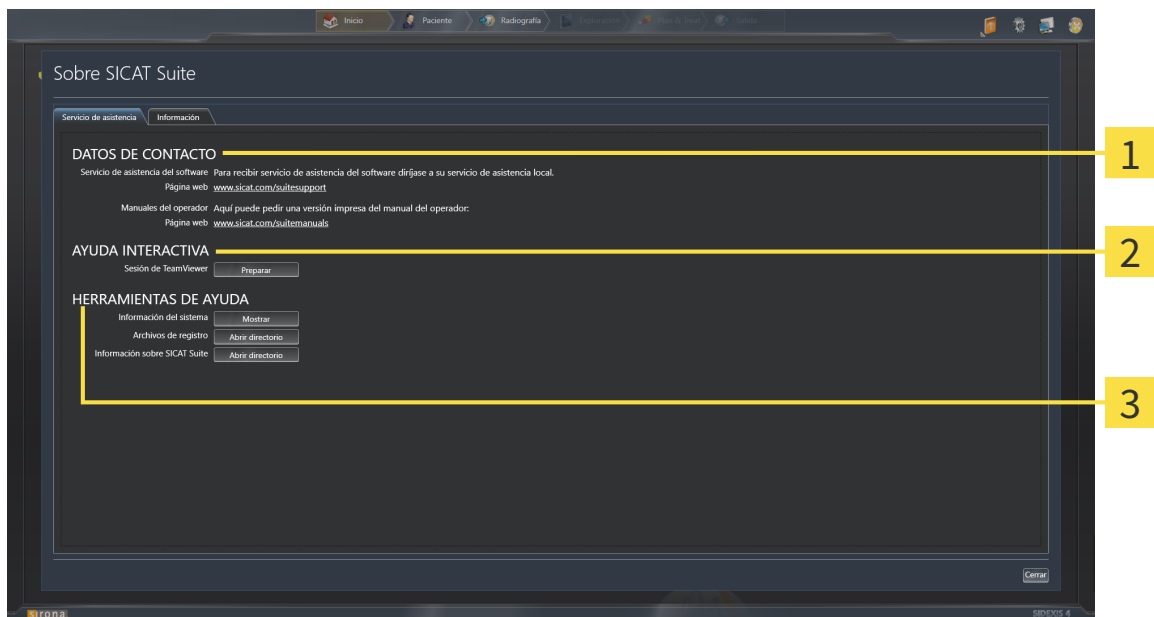 Inicio Paciente Radiografía Exploración Plan & Treat Salida
Sobre SICAT Suite
Servicio de asistencia Información
DATOS DE CONTACTO
1
Servicio de asistencia del software Para recibir servicio de asistencia del software diríjase a su servicio de asistencia local.
Página web www.sicat.com/suitesupport
Manuales del operador Aquí puede pedir una versión impresa del manual del operador:
Página web www.sicat.com/suitemanuals
AYUDA INTERACTIVA
2
Sesión de TeamViewer Preparar
HERRAMIENTAS DE AYUDA
Información del sistema Mostrar
Archivos de registro Abrir directorio
Información sobre SICAT Suite Abrir directorio
3
Cerrar
sirona SIDEXIS 4